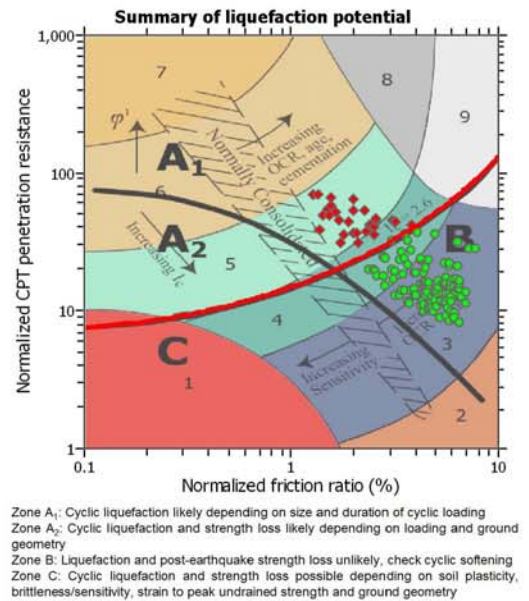 Summary of liquefaction potential
Normalized CPT penetration resistance
1,000
100
10
1
7
8
9
φ'
A1
Increasing
OCR, age,
cementation
Normally Consolidated
6
A2
Increasing Ic
5
2.6
B
4
C
1
Increasing
Sensitivity
OCR
3
2
0.1
1
10
Normalized friction ratio (%)
Zone A₁: Cyclic liquefaction likely depending on size and duration of cyclic loading
Zone A₂: Cyclic liquefaction and strength loss likely depending on loading and ground
geometry
Zone B: Liquefaction and post-earthquake strength loss unlikely, check cyclic softening
Zone C: Cyclic liquefaction and strength loss possible depending on soil plasticity,
brittleness/sensitivity, strain to peak undrained strength and ground geometry